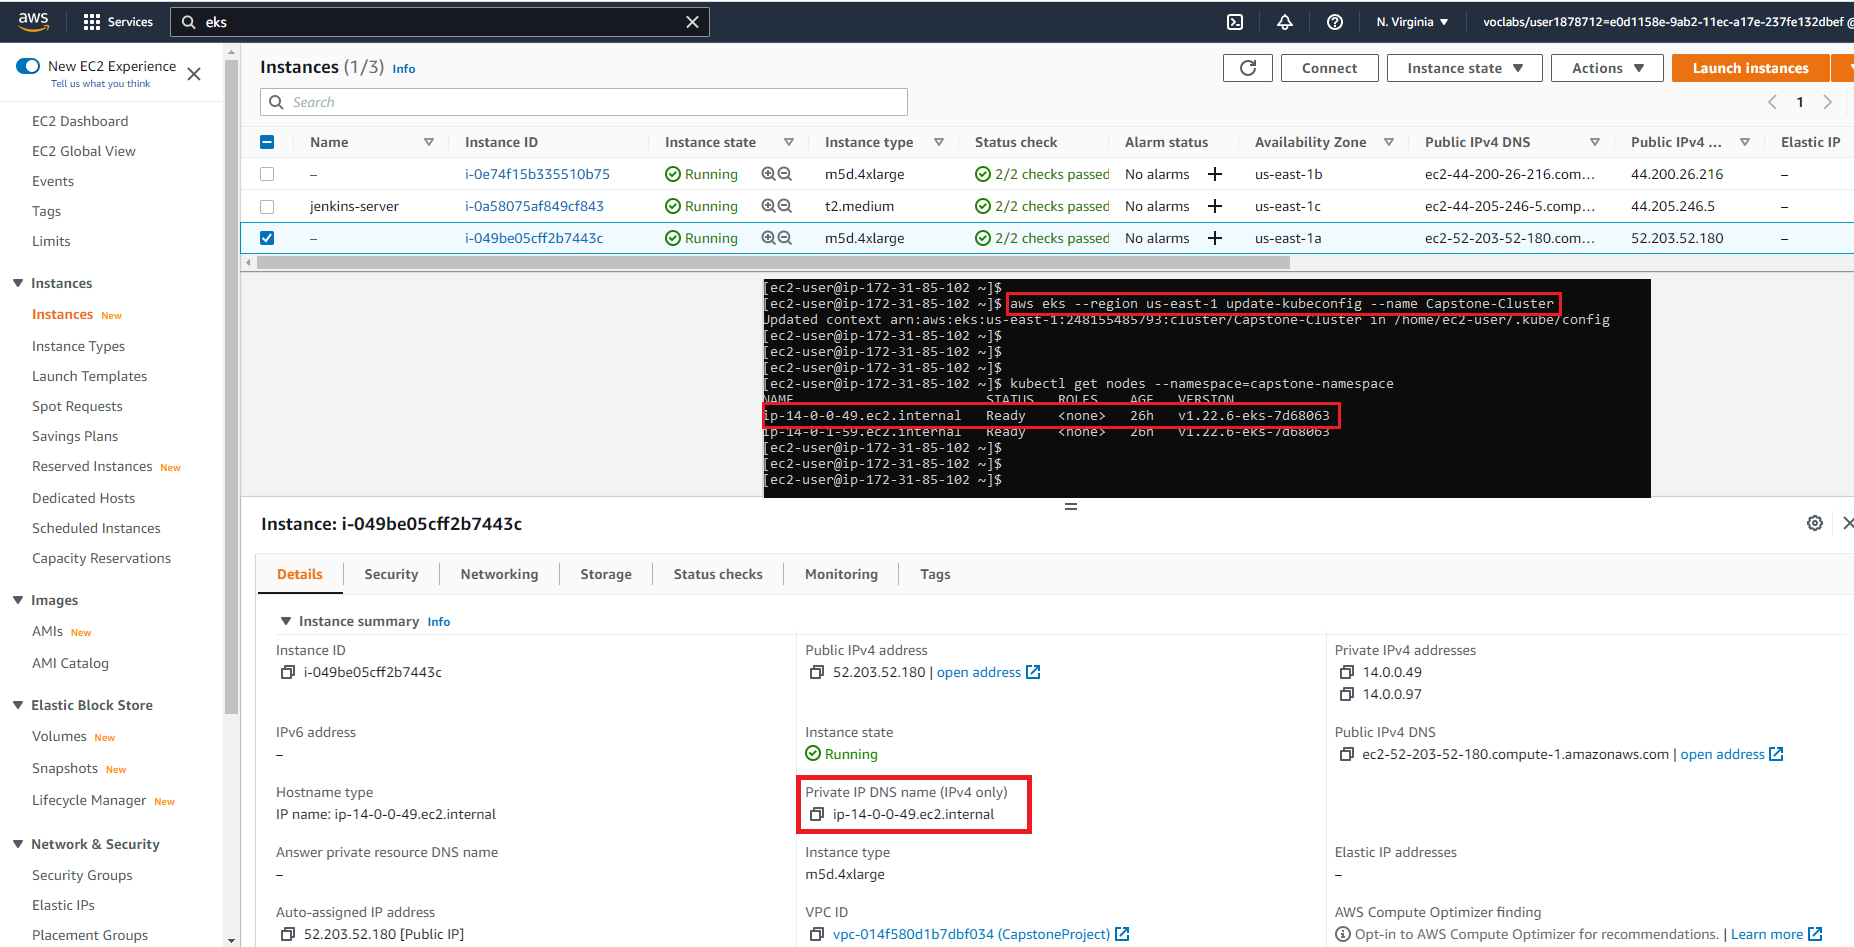 aws Services eks N. Virginia ▼ voclabs/user1878712=e0d1158e-9ab2-11ec-a17e-237fe132dbef @
New EC2 Experience
Tell us what you think
EC2 Dashboard
EC2 Global View
Events
Tags
Limits
Instances
Instances New
Instance Types
Launch Templates
Spot Requests
Savings Plans
Reserved Instances New
Dedicated Hosts
Scheduled Instances
Capacity Reservations
Images
AMIs New
AMI Catalog
Elastic Block Store
Volumes New
Snapshots New
Lifecycle Manager New
Network & Security
Security Groups
Elastic IPs
Placement Groups
Instances (1/3) Info Connect Instance state ▼ Actions ▼ Launch instances
Search 1
Name Instance ID Instance state Instance type Status check Alarm status Availability Zone Public IPv4 DNS Public IPv4 ... Elastic IP
– i-0e74f15b335510b75 Running m5d.4xlarge 2/2 checks passed No alarms + us-east-1b ec2-44-200-26-216.com... 44.200.26.216 –
jenkins-server i-0a58075af849cf843 Running t2.medium 2/2 checks passed No alarms + us-east-1c ec2-44-205-246-5.comp... 44.205.246.5 –
– i-049be05cff2b7443c Running m5d.4xlarge 2/2 checks passed No alarms + us-east-1a ec2-52-203-52-180.com... 52.203.52.180 –
[ec2-user@ip-172-31-85-102 ~]$
[ec2-user@ip-172-31-85-102 ~]$ aws eks --region us-east-1 update-kubeconfig --name Capstone-Cluster
Updated context arn:aws:eks:us-east-1:248155485793:cluster/Capstone-Cluster in /home/ec2-user/.kube/config
[ec2-user@ip-172-31-85-102 ~]$
[ec2-user@ip-172-31-85-102 ~]$
[ec2-user@ip-172-31-85-102 ~]$
[ec2-user@ip-172-31-85-102 ~]$ kubectl get nodes --namespace=capstone-namespace
NAME STATUS ROLES AGE VERSION
ip-14-0-0-49.ec2.internal Ready <none> 26h v1.22.6-eks-7d68063
ip-14-0-1-59.ec2.internal Ready <none> 26h v1.22.6-eks-7d68063
[ec2-user@ip-172-31-85-102 ~]$
[ec2-user@ip-172-31-85-102 ~]$
[ec2-user@ip-172-31-85-102 ~]$
Instance: i-049be05cff2b7443c
Details Security Networking Storage Status checks Monitoring Tags
Instance summary Info
Instance ID
i-049be05cff2b7443c
Public IPv4 address
52.203.52.180 | open address
Private IPv4 addresses
14.0.0.49
14.0.0.97
IPv6 address
–
Instance state
Running
Public IPv4 DNS
ec2-52-203-52-180.compute-1.amazonaws.com | open address
Hostname type
IP name: ip-14-0-0-49.ec2.internal
Private IP DNS name (IPv4 only)
ip-14-0-0-49.ec2.internal
Answer private resource DNS name
–
Instance type
m5d.4xlarge
Elastic IP addresses
–
Auto-assigned IP address
52.203.52.180 [Public IP]
VPC ID
vpc-014f580d1b7dbf034 (CapstoneProject)
AWS Compute Optimizer finding
Opt-in to AWS Compute Optimizer for recommendations. | Learn more